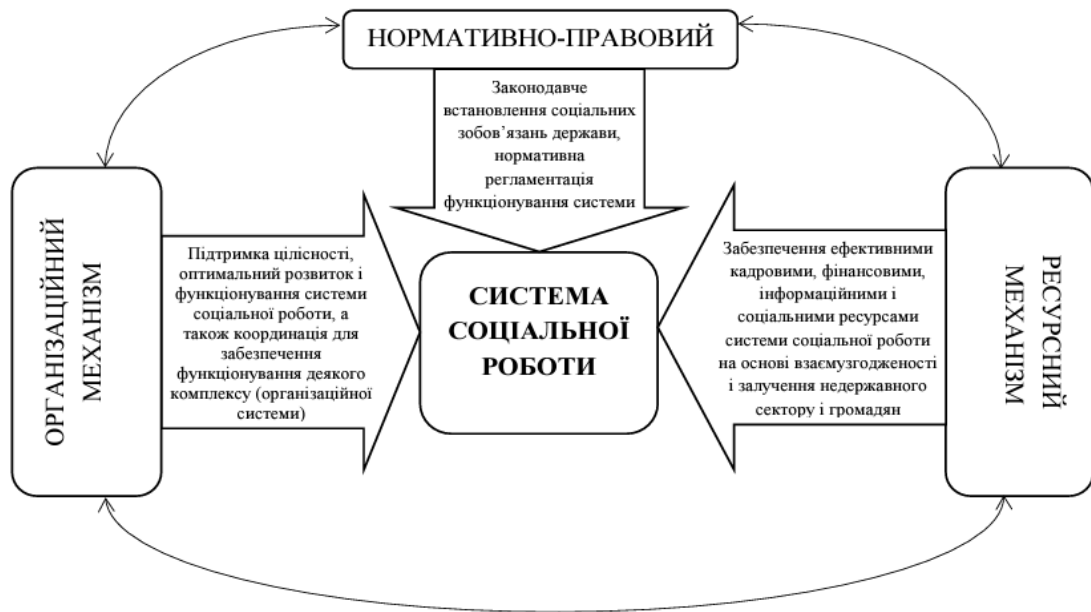 НОРМАТИВНО-ПРАВОВИЙ
Законодавче
встановлення соціальних
зобов’язань держави,
нормативна
регламентація
функціонування системи
ОРГАНІЗАЦІЙНИЙ
МЕХАНІЗМ
Підтримка цілісності,
оптимальний розвиток і
функціонування системи
соціальної роботи, а
також координація для
забезпечення
функціонування деякого
комплексу (організаційної
системи)
СИСТЕМА
СОЦІАЛЬНОЇ
РОБОТИ
Забезпечення ефективними
кадровими, фінансовими,
інформаційними і
соціальними ресурсами
системи соціальної роботи
на основі взаємузгодженості
і залучення недержавного
сектору і громадян
РЕСУРСНИЙ
МЕХАНІЗМ